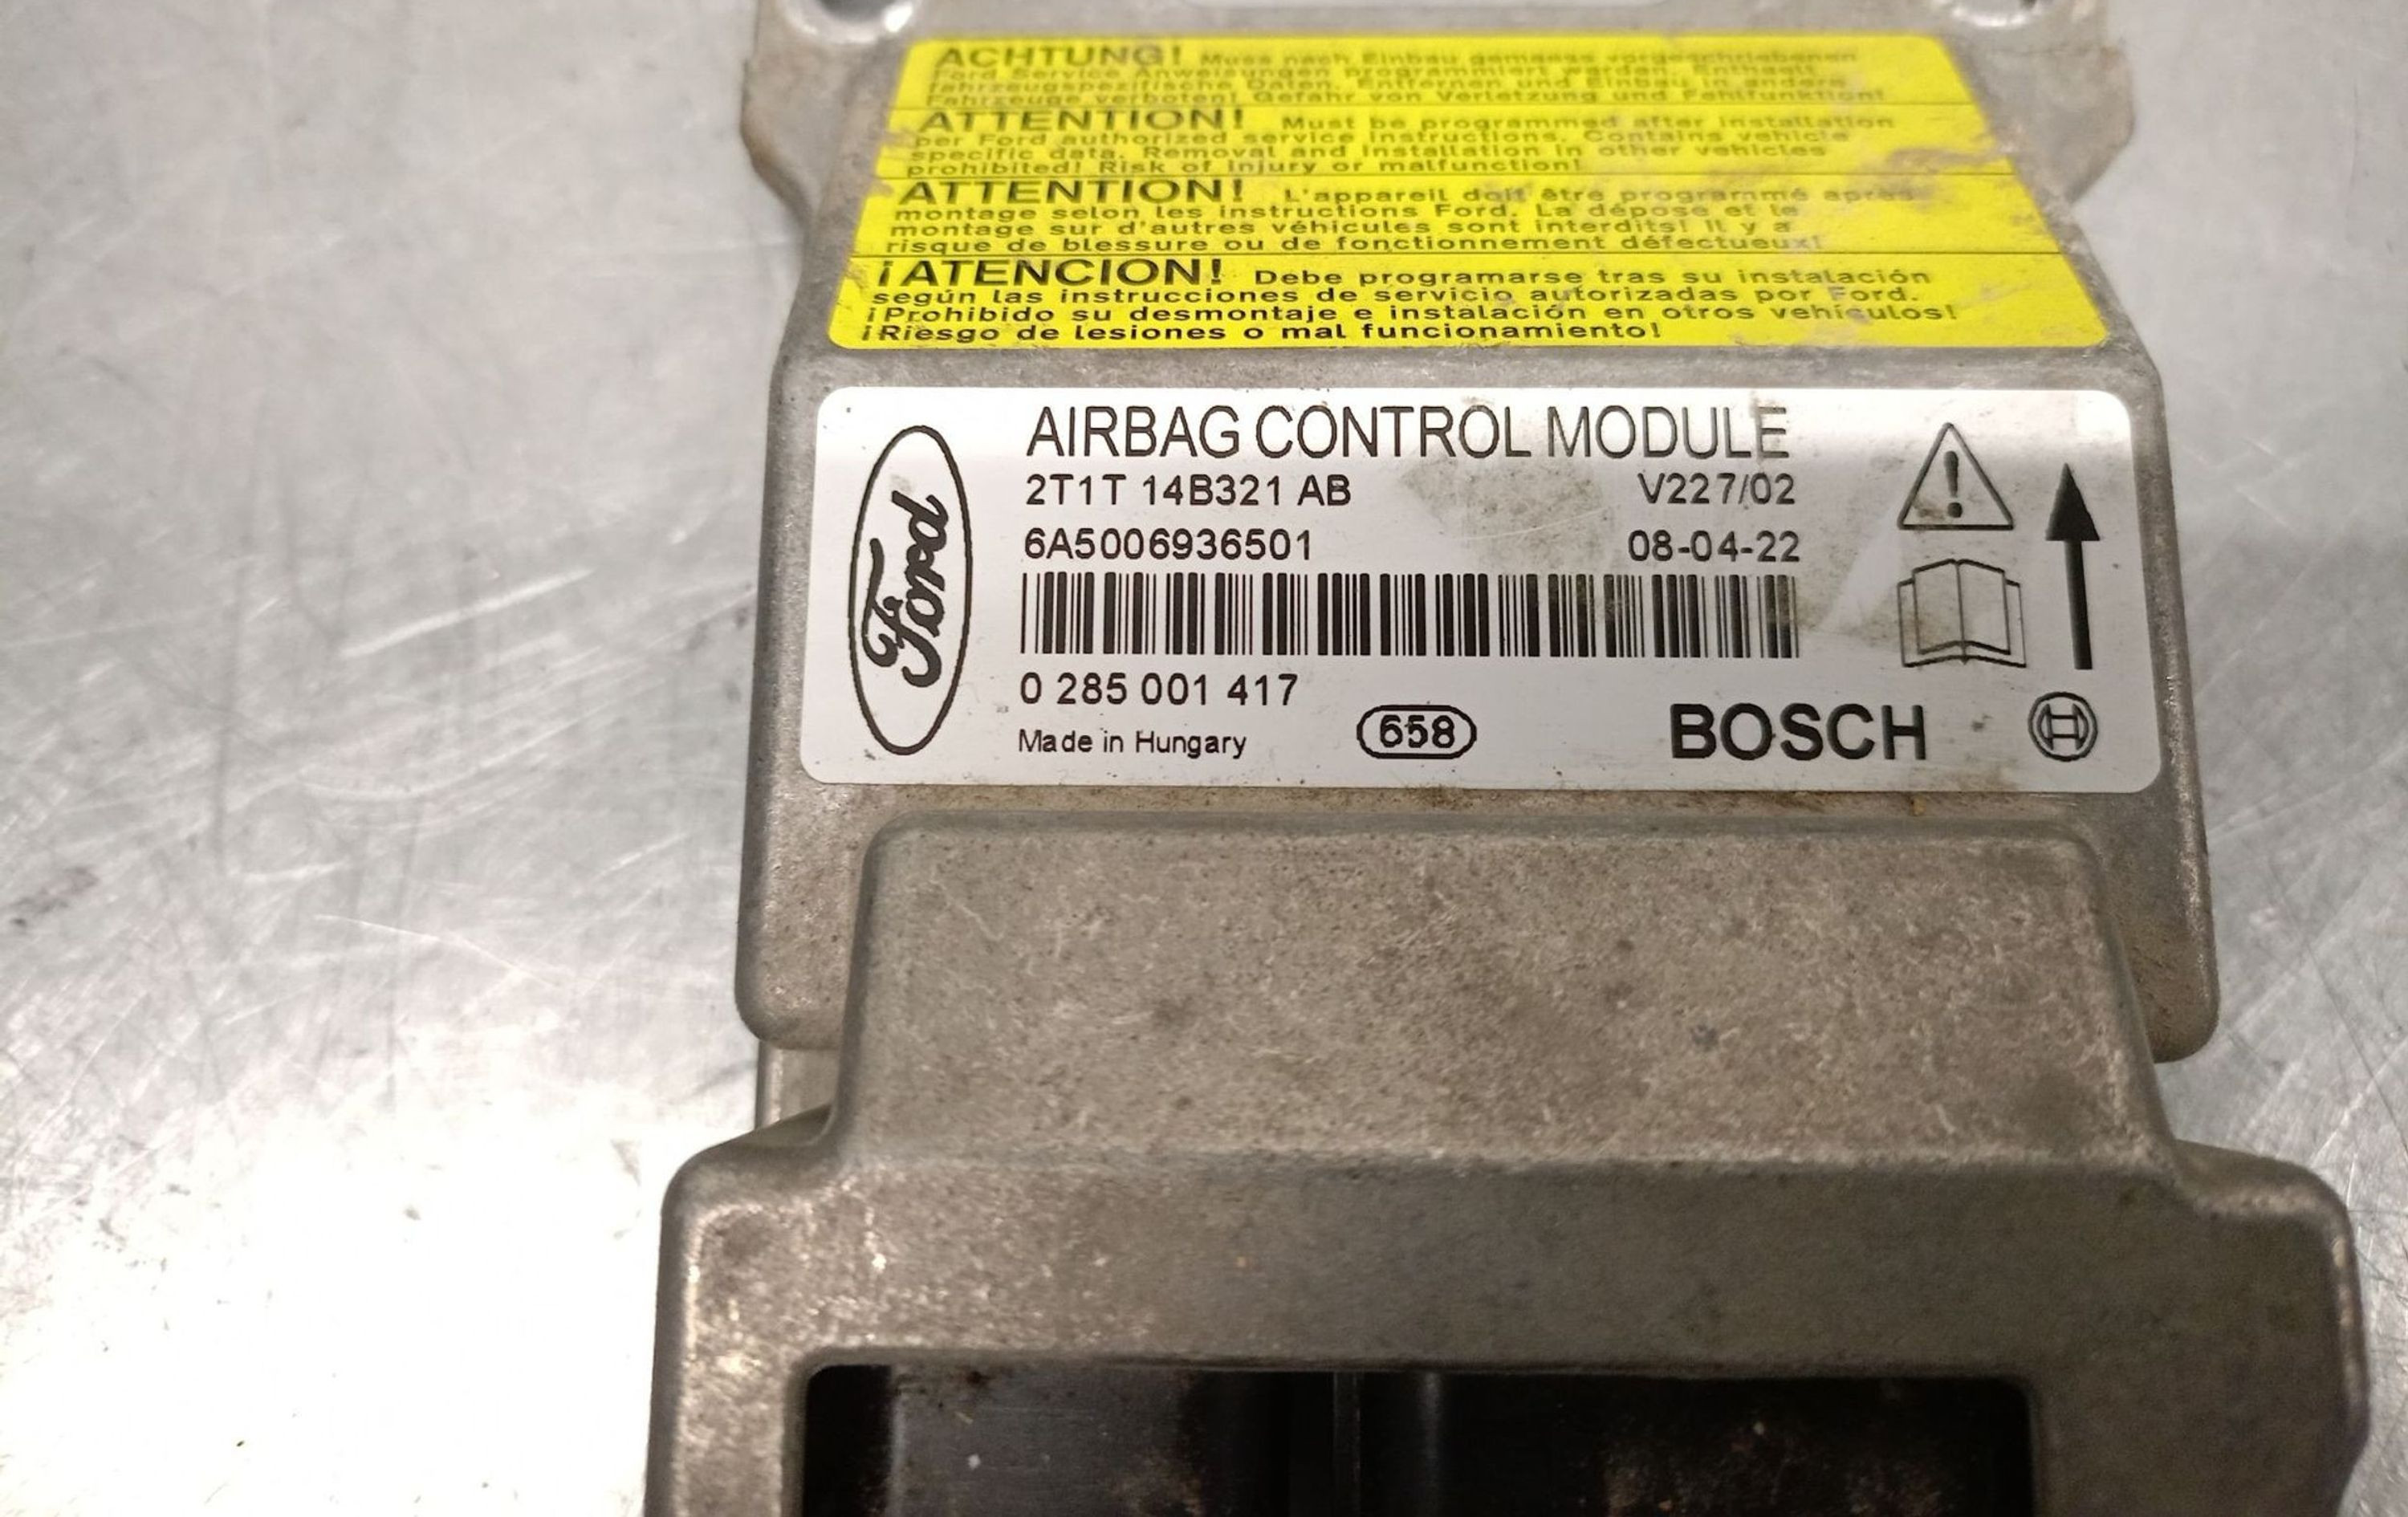 ACHTUNG! Muss nach Einbau gemaess vorgeschriebenen
Ford Service Anweisungen programmiert werden. Enthaelt
fahrzeugspezifische Daten. Entfernen und Einbau in andere
Fahrzeuge verboten! Gefahr von Verletzung und Fehlfunktion!
ATTENTION! Must be programmed after installation
per Ford authorized service instructions. Contains vehicle
specific data. Removal and installation in other vehicles
prohibited! Risk of injury or malfunction!
ATTENTION! L'appareil doit être programmé après
montage selon les instructions Ford. La dépose et le
montage sur d'autres véhicules sont interdits! Il y a
risque de blessure ou de fonctionnement défectueux!
¡ATENCION! Debe programarse tras su instalación
según las instrucciones de servicio autorizadas por Ford.
¡Prohibido su desmontaje e instalación en otros vehículos!
¡Riesgo de lesiones o mal funcionamiento!
Ford
AIRBAG CONTROL MODULE
2T1T 14B321 AB V227/02
6A5006936501 08-04-22
0 285 001 417
Made in Hungary 658 BOSCH